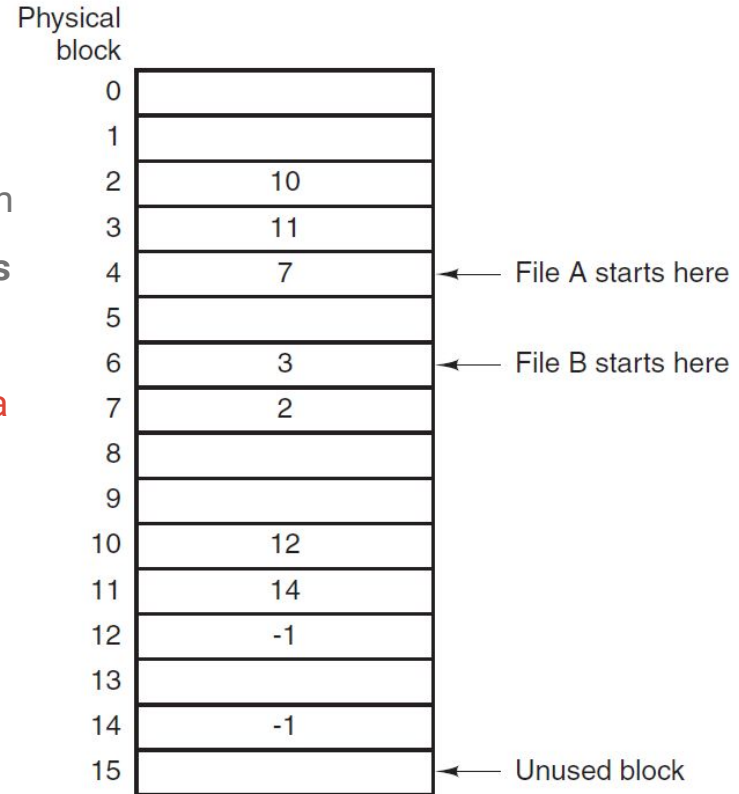 Physical
block
0
1
2 10
3 11
4 7 File A starts here
5
6 3 File B starts here
7 2
8
9
10 12
11 14
12 -1
13
14 -1
15 Unused block
n
s
a